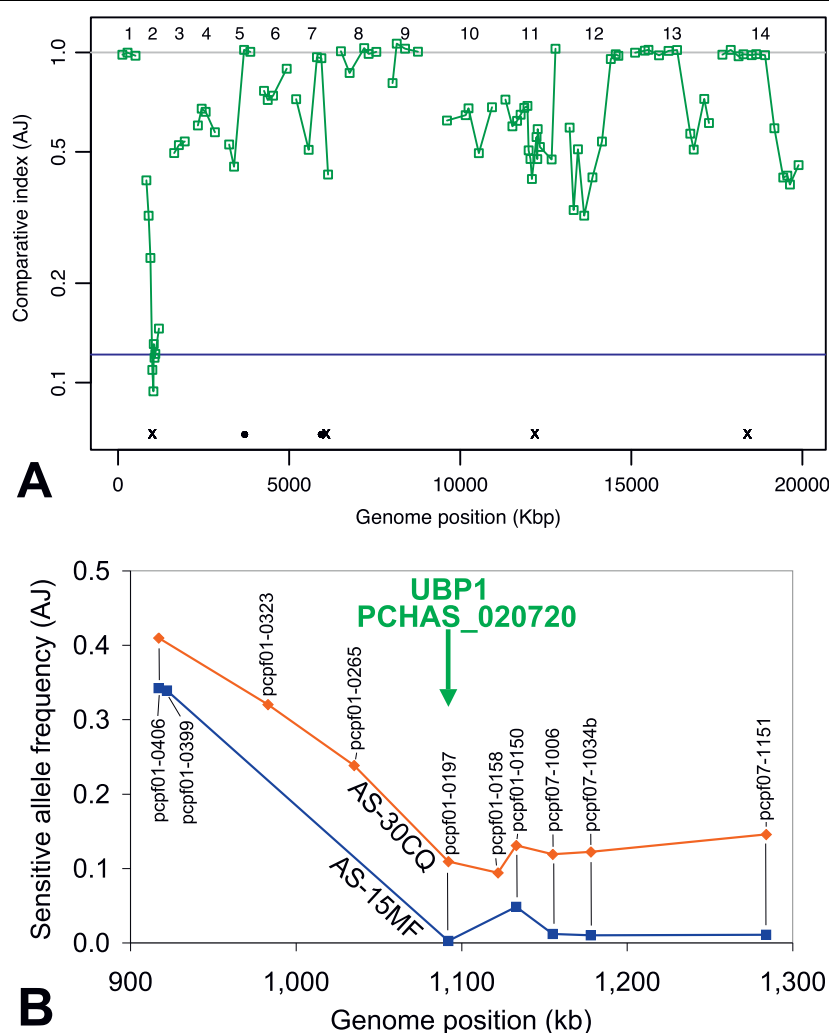 1 2 3 4 5 6 7 8 9 10 11 12 13 14
1.0
0.5
0.2
0.1
Comparative index (AJ)
x x x x
0 5000 10000 15000 20000
Genome position (Kbp)
A
UBP1
PCHAS_020720
0.5
0.4
0.3
0.2
0.1
0.0
Sensitive allele frequency (AJ)
pcpf01-0406
pcpf01-0399
pcpf01-0323
pcpf01-0265
pcpf01-0197
pcpf01-0158
pcpf01-0150
pcpf07-1006
pcpf07-1034b
pcpf07-1151
AS-30CQ
AS-15MF
900 1,000 1,100 1,200 1,300
Genome position (kb)
B